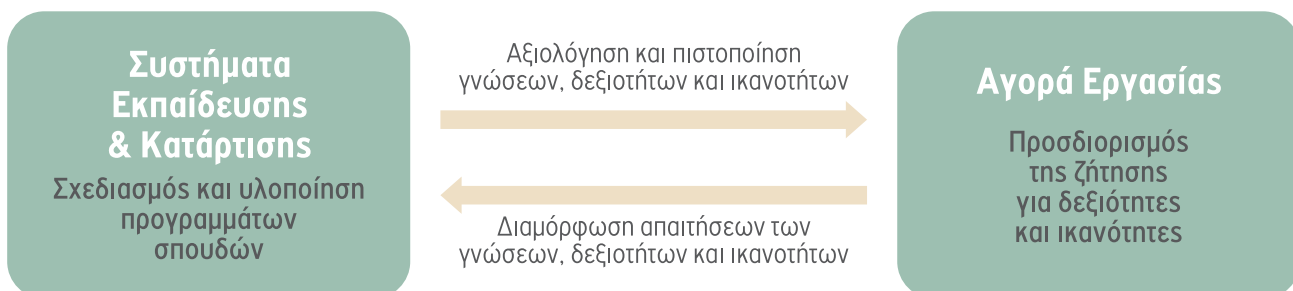 Συστήματα
Εκπαίδευσης
& Κατάρτισης
Σχεδιασμός και υλοποίηση
προγραμμάτων
σπουδών
Αξιολόγηση και πιστοποίηση
γνώσεων, δεξιοτήτων και ικανοτήτων
Διαμόρφωση απαιτήσεων των
γνώσεων, δεξιοτήτων και ικανοτήτων
Αγορά Εργασίας
Προσδιορισμός
της ζήτησης
για δεξιότητες
και ικανότητες